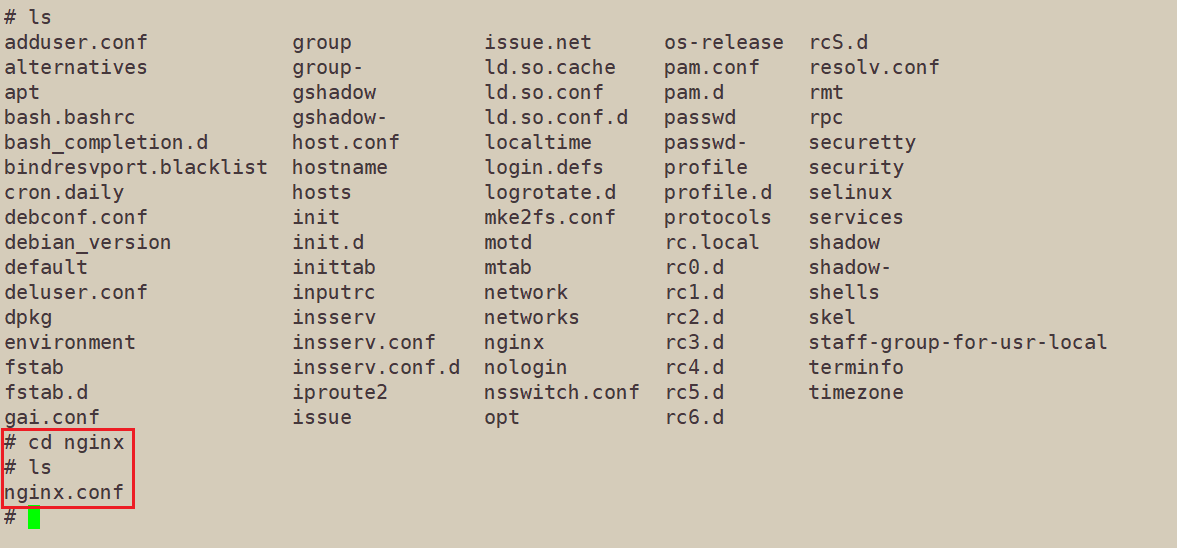 # ls
adduser.conf group issue.net os-release rcS.d
alternatives group- ld.so.cache pam.conf resolv.conf
apt gshadow ld.so.conf pam.d rmt
bash.bashrc gshadow- ld.so.conf.d passwd rpc
bash_completion.d host.conf localtime passwd- securetty
bindresvport.blacklist hostname login.defs profile security
cron.daily hosts logrotate.d profile.d selinux
debconf.conf init mke2fs.conf protocols services
debian_version init.d motd rc.local shadow
default inittab mtab rc0.d shadow-
deluser.conf inputrc network rc1.d shells
dpkg insserv networks rc2.d skel
environment insserv.conf nginx rc3.d staff-group-for-usr-local
fstab insserv.conf.d nologin rc4.d terminfo
fstab.d iproute2 nsswitch.conf rc5.d timezone
gai.conf issue opt rc6.d
# cd nginx
# ls
nginx.conf
#